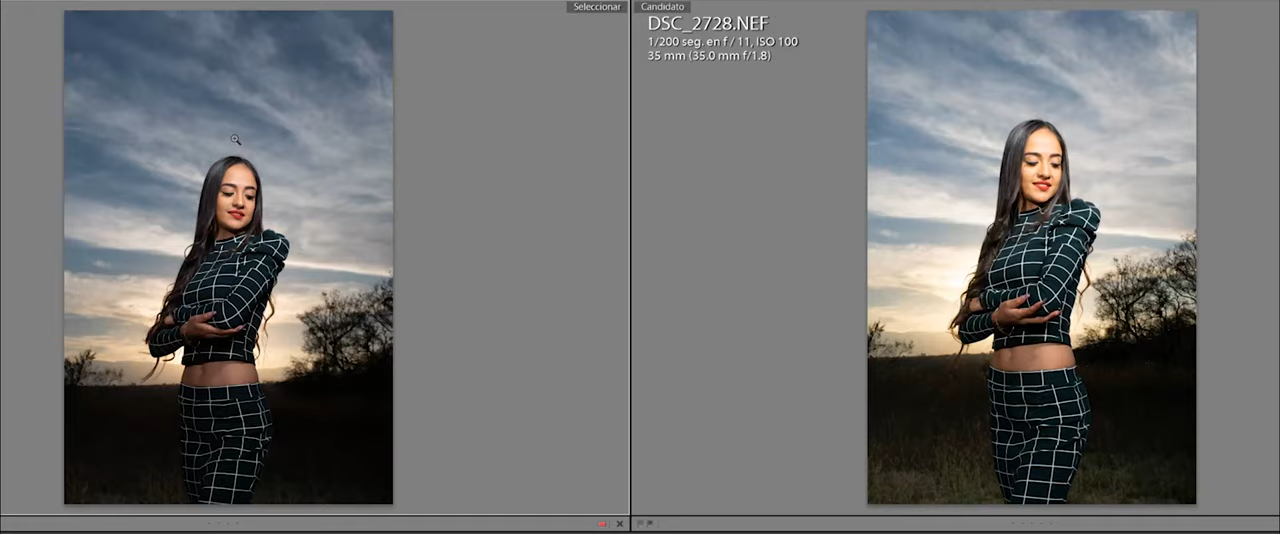 Seleccionar
Candidato
DSC_2728.NEF
1/200 seg. en f / 11, ISO 100
35 mm (35.0 mm f/1.8)